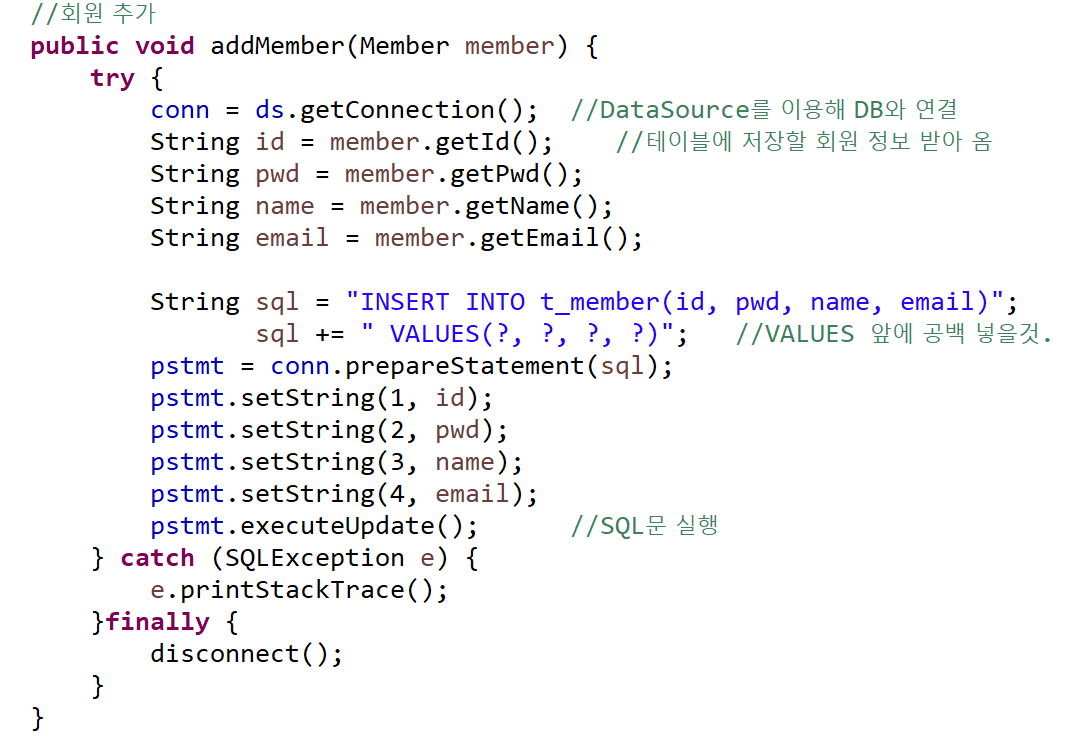 //회원 추가
public void addMember(Member member) {
    try {
        conn = ds.getConnection();  //DataSource를 이용해 DB와 연결
        String id = member.getId();    //테이블에 저장할 회원 정보 받아 옴
        String pwd = member.getPwd();
        String name = member.getName();
        String email = member.getEmail();

        String sql = "INSERT INTO t_member(id, pwd, name, email)";
               sql += " VALUES(?, ?, ?, ?)";   //VALUES 앞에 공백 넣을것.
        pstmt = conn.prepareStatement(sql);
        pstmt.setString(1, id);
        pstmt.setString(2, pwd);
        pstmt.setString(3, name);
        pstmt.setString(4, email);
        pstmt.executeUpdate();      //SQL문 실행
    } catch (SQLException e) {
        e.printStackTrace();
    }finally {
        disconnect();
    }
}